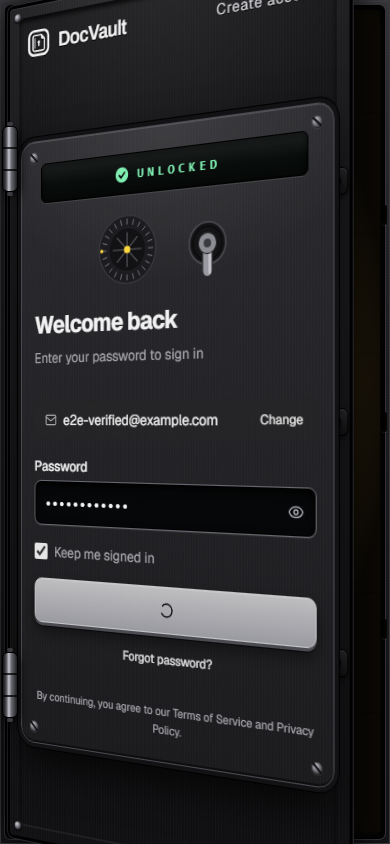 DocVault
Create acc
UNLOCKED
Welcome back
Enter your password to sign in
e2e-verified@example.com
Change
Password
••••••••••••
Keep me signed in
Forgot password?
By continuing, you agree to our Terms of Service and Privacy
Policy.